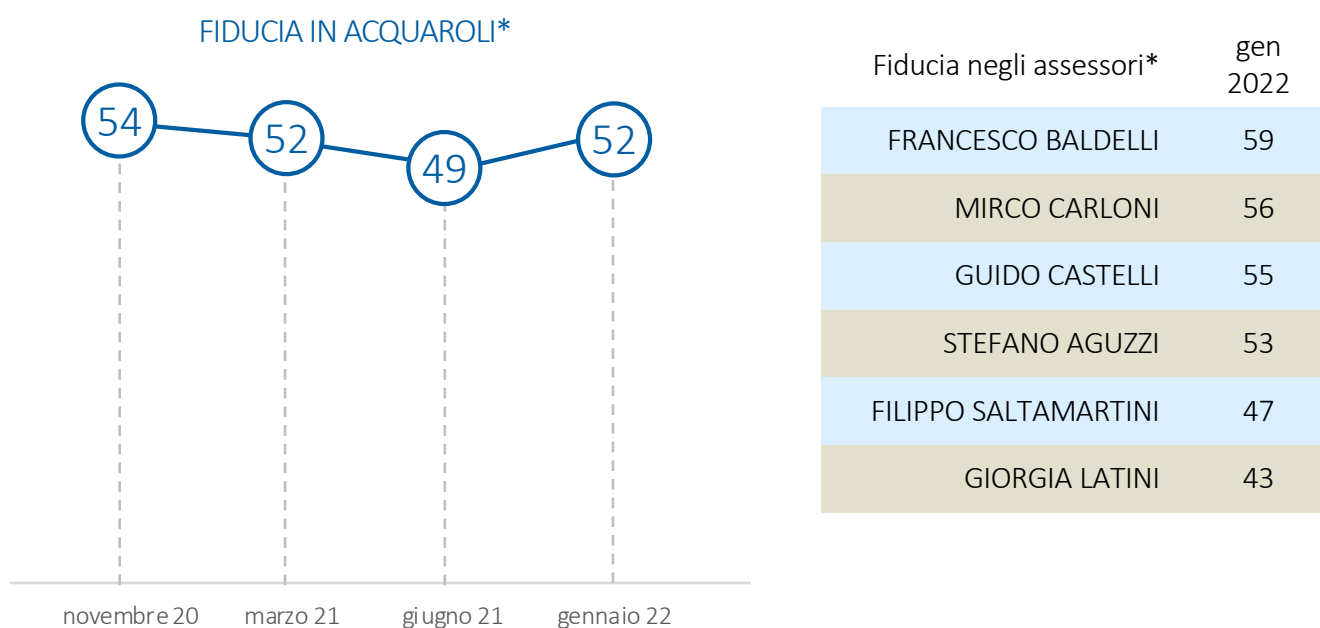 FIDUCIA IN ACQUAROLI*
54
52
49
52
novembre 20
marzo 21
giugno 21
gennaio 22
Fiducia negli assessori*
gen
2022
FRANCESCO BALDELLI 59
MIRCO CARLONI 56
GUIDO CASTELLI 55
STEFANO AGUZZI 53
FILIPPO SALTAMARTINI 47
GIORGIA LATINI 43